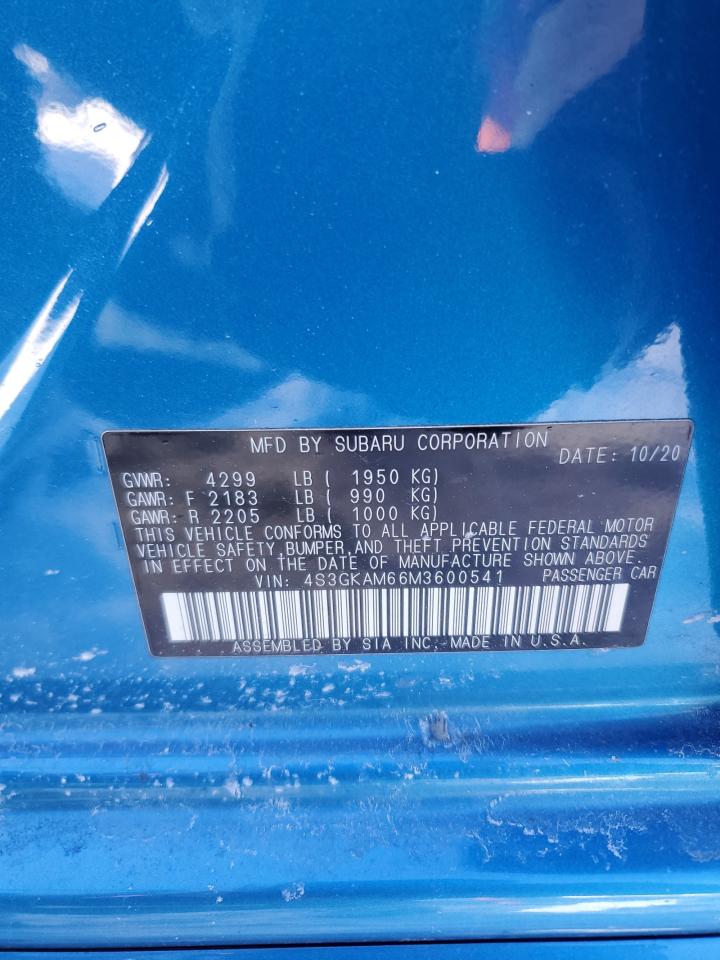 MFD BY SUBARU CORPORATION
DATE: 10/20
GVWR: 4299 LB ( 1950 KG)
GAWR: F 2183 LB ( 990 KG)
GAWR: R 2205 LB ( 1000 KG)
THIS VEHICLE CONFORMS TO ALL APPLICABLE FEDERAL MOTOR
VEHICLE SAFETY, BUMPER, AND THEFT PREVENTION STANDARDS
IN EFFECT ON THE DATE OF MANUFACTURE SHOWN ABOVE.
VIN: 4S3GKAM66M3600541 PASSENGER CAR
ASSEMBLED BY SIA INC, MADE IN U.S.A.